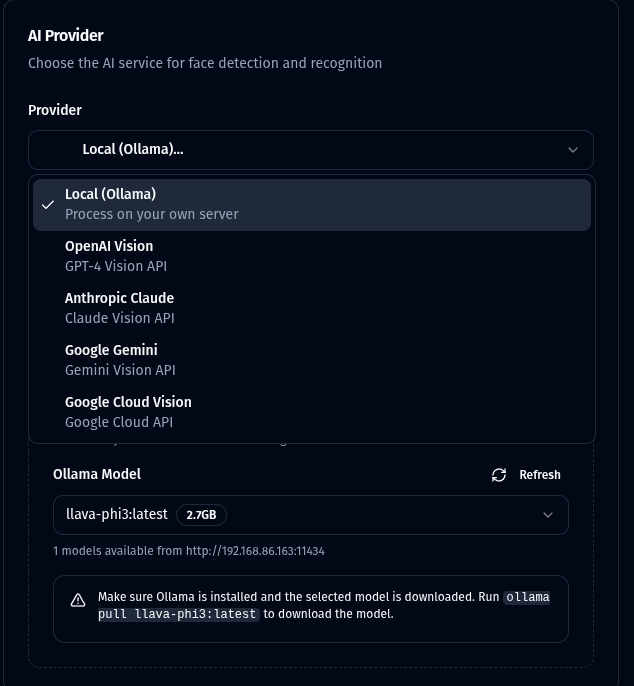 AI Provider
Choose the AI service for face detection and recognition
Provider
Local (Ollama)...
Local (Ollama)
Process on your own server
OpenAI Vision
GPT-4 Vision API
Anthropic Claude
Claude Vision API
Google Gemini
Gemini Vision API
Google Cloud Vision
Google Cloud API
Ollama Model
Refresh
llava-phi3:latest 2.7GB
1 models available from http://192.168.86.163:11434
Make sure Ollama is installed and the selected model is downloaded. Run ollama
pull llava-phi3:latest to download the model.